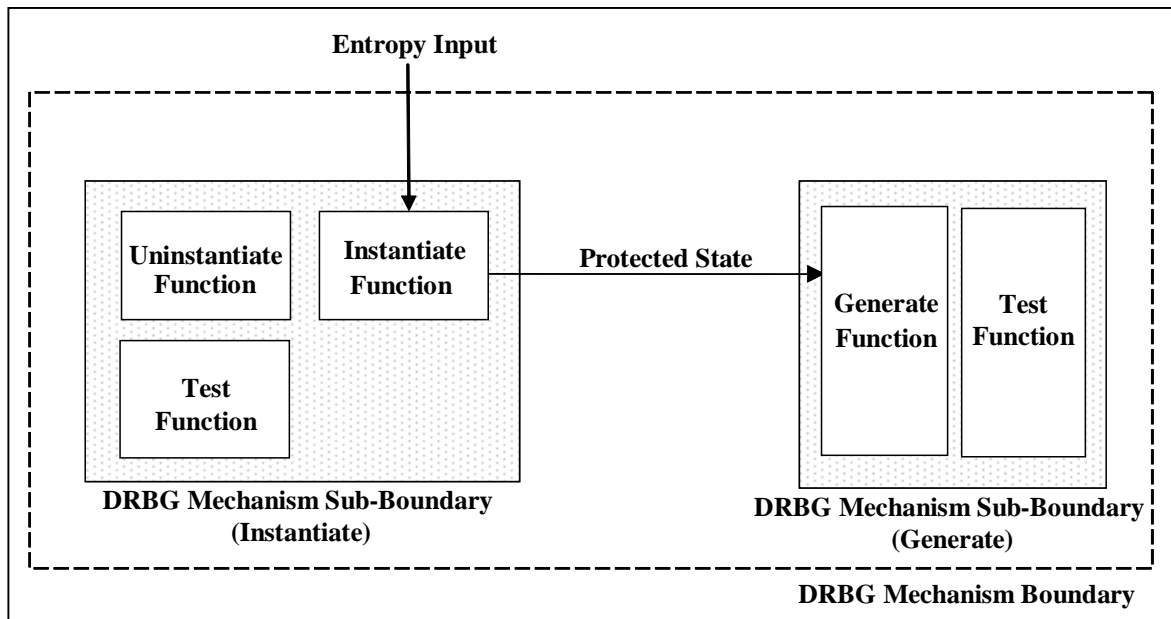 Entropy Input
Uninstantiate
Function
Instantiate
Function
Test
Function
DRBG Mechanism Sub-Boundary
(Instantiate)
Protected State
Generate
Function
Test
Function
DRBG Mechanism Sub-Boundary
(Generate)
DRBG Mechanism Boundary